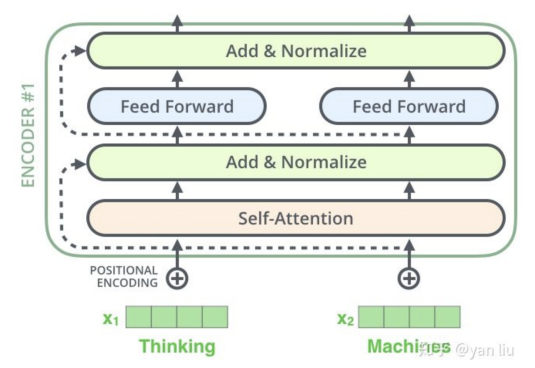 Add & Normalize
Feed Forward
Feed Forward
ENCODER #1
Add & Normalize
Self-Attention
POSITIONAL
ENCODING
x1
x2
Thinking
Machines
知乎 @yan liu